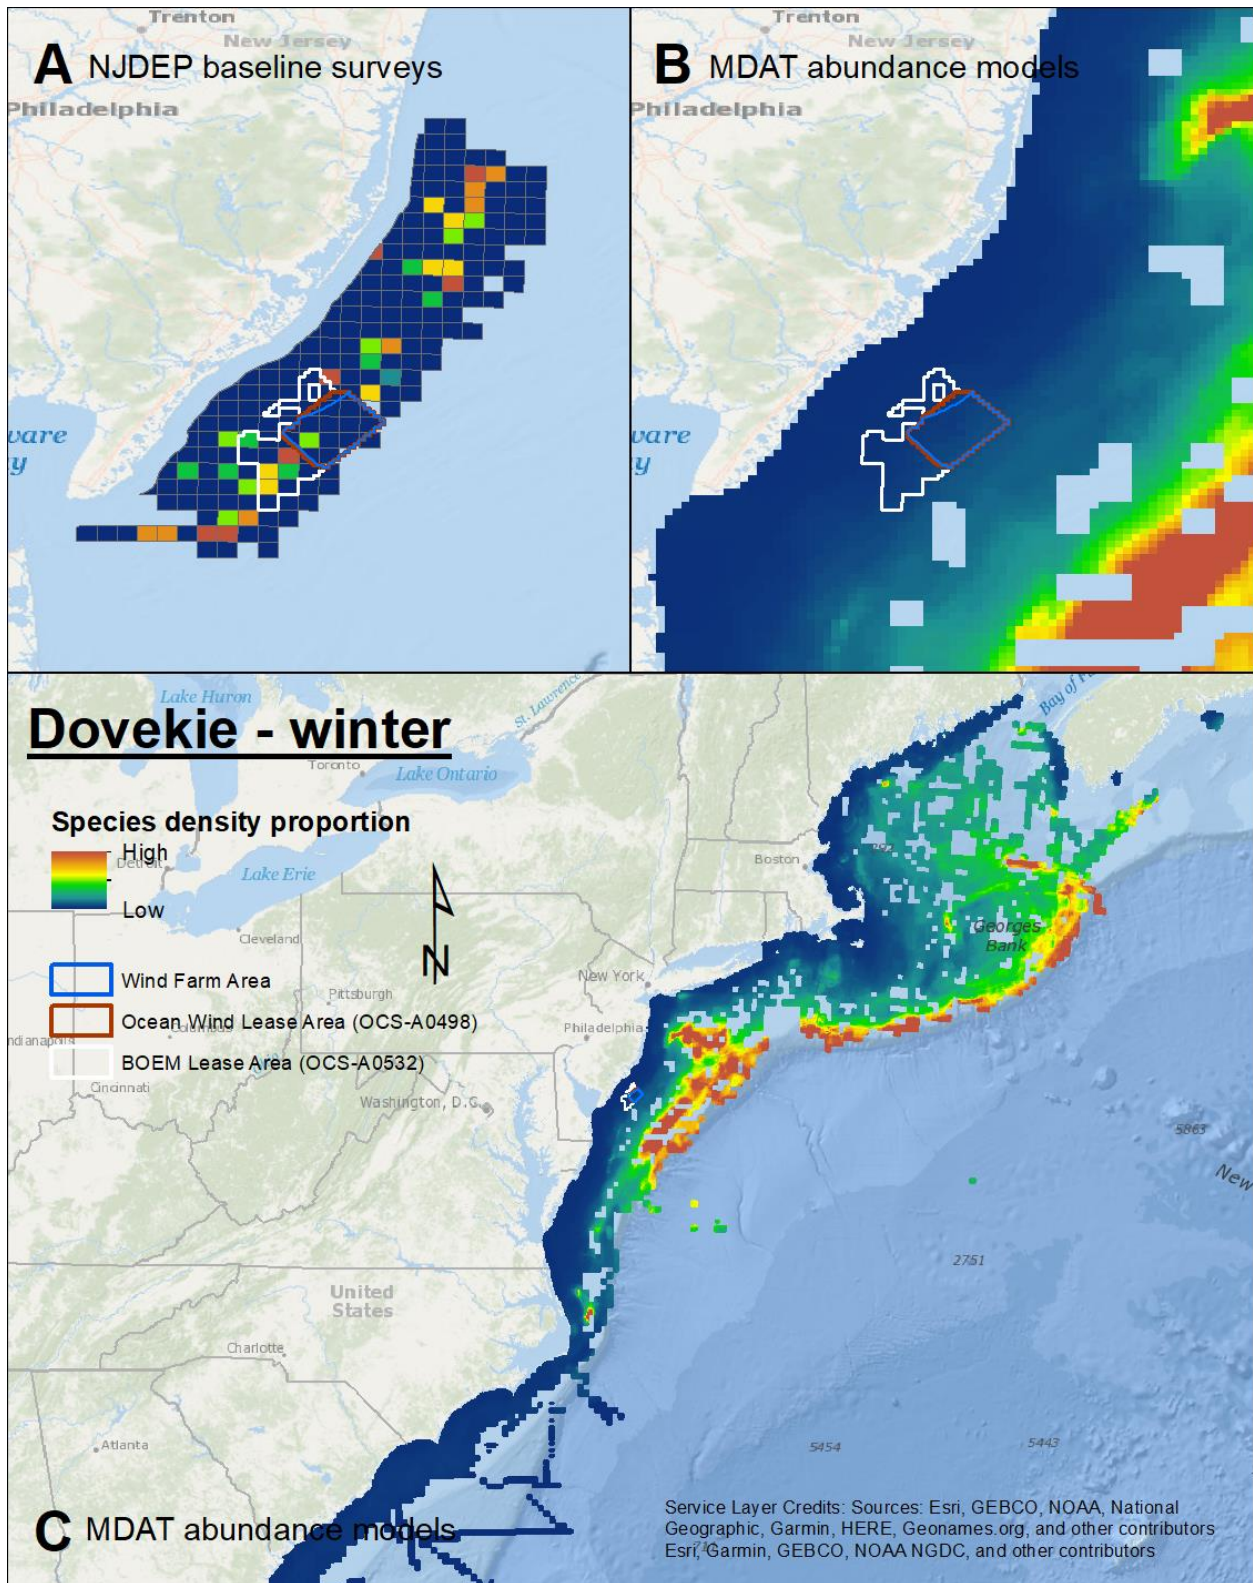 Trenton
New Jersey
A NJDEP baseline surveys
Philadelphia
ware
y
Trenton
New Jersey
B MDAT abundance models
Philadelphia
ware
y
Lake Huron
St. Lawrence
Bay of Fu
Dovekie - winter
Toronto
Lake Ontario
Species density proportion
High
Detroit
Low
Lake Erie
Boston
Cleveland
Georges
Bank
New York
Wind Farm Area
Pittsburgh
N
Ocean Wind Lease Area (OCS-A0498)
Columbus
Philadelphia
ndianapolis
BOEM Lease Area (OCS-A0532)
Cincinnati
Washington, D.C.
5863
New
2751
United
States
Charlotte
Atlanta
5454
5443
C MDAT abundance models
Service Layer Credits: Sources: Esri, GEBCO, NOAA, National
Geographic, Garmin, HERE, Geonames.org, and other contributors
Esri, Garmin, GEBCO, NOAA NGDC, and other contributors